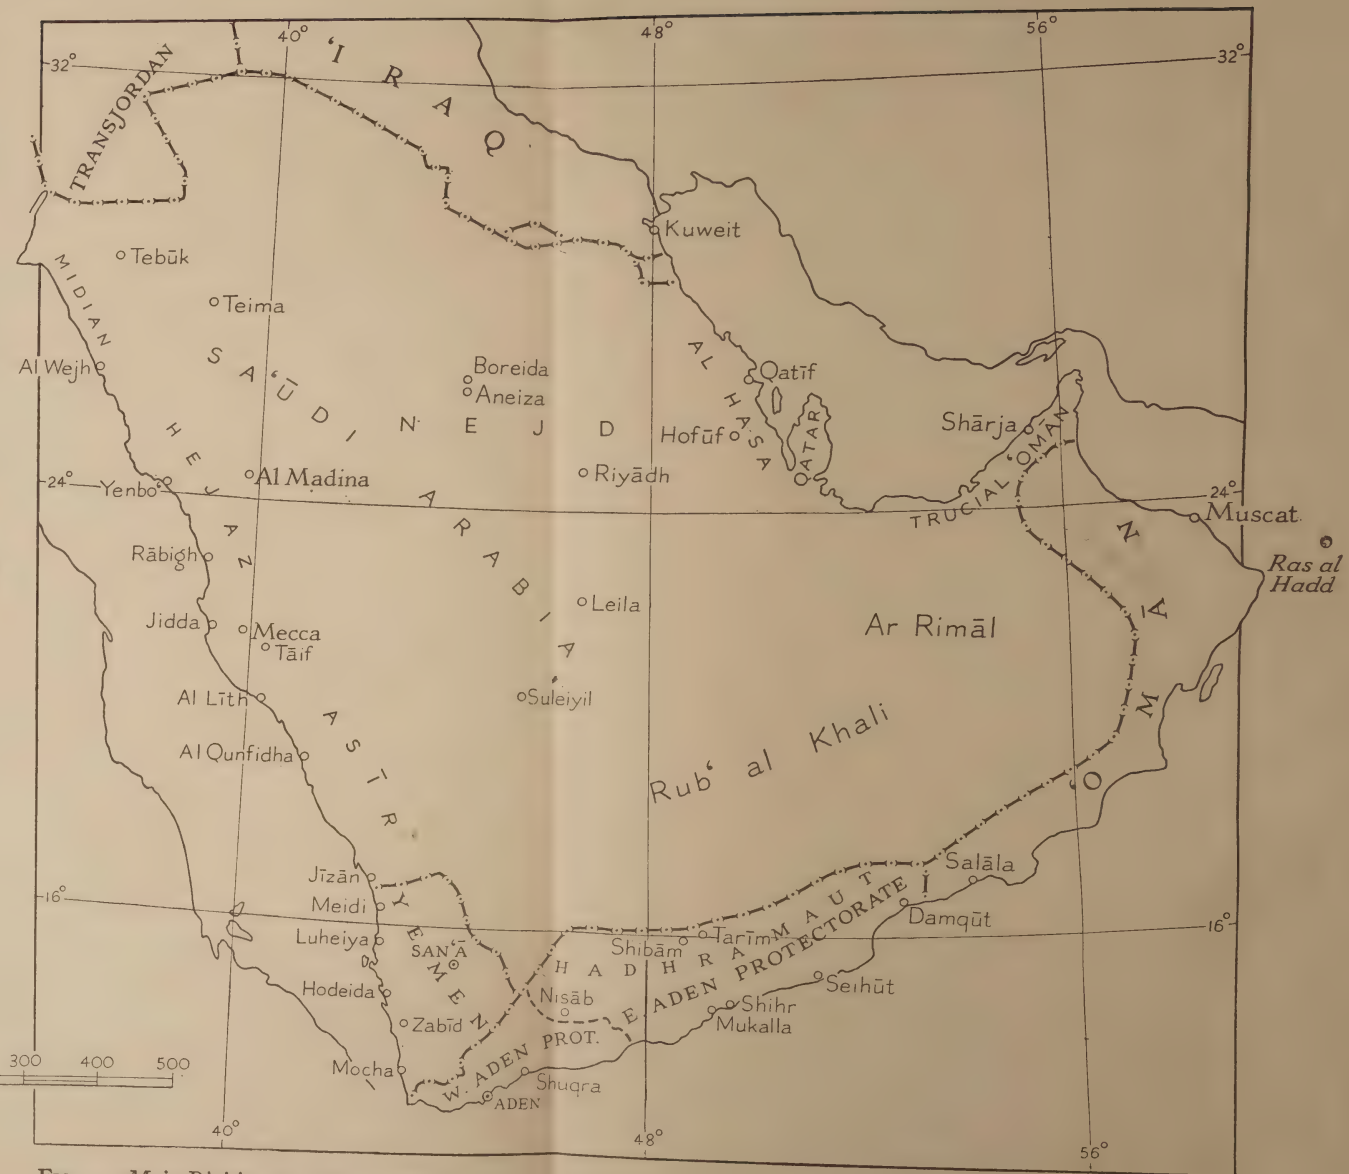 40°
48°
56°
32°
32°
TRANSJORDAN
‘IRAQ
Kuweit
Tebūk
MIDIAN
Teima
SA‘ŪDI ARABIA
Al Wejh
Boreida
Aneiza
AL HASA
Qatīf
QATAR
Shārja
TRUCIAL ‘OMĀN
HEJAZ
NEJD
Hofūf
Riyādh
24°
24°
Yenbo‘
Al Madina
Muscat
Ras al
Hadd
Rābigh
Leila
Ar Rimāl
‘OMĀN
Jidda
Mecca
Tāif
Al Līth
Suleiyil
ASĪR
Al Qunfidha
Rub‘ al Khali
Jīzān
Salāla
16°
16°
Meidi
YEMEN
Damqūt
Luheiya
SAN‘Ā
Shibām
Tarīm
HADHRAMAUT
E. ADEN PROTECTORATE
Hodeida
Nisāb
Seihūt
Shihr
Mukalla
Zabīd
W. ADEN PROT.
300 400 500
Mocha
Shuqra
ADEN
40°
48°
56°